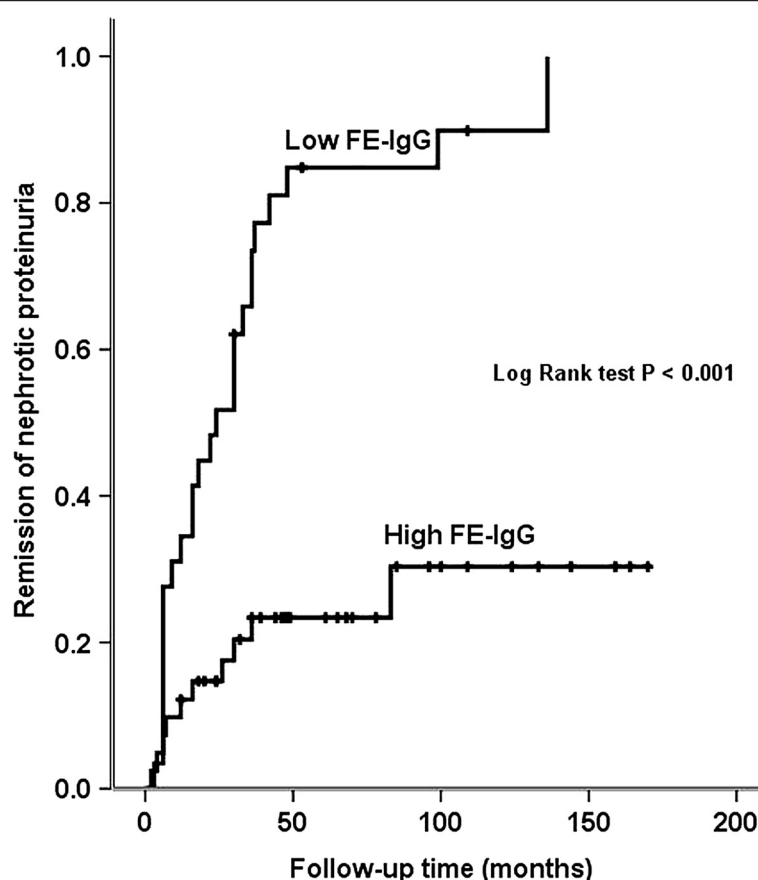 1.0
Low FE-IgG
0.8
Remission of nephrotic proteinuria
0.6
Log Rank test P < 0.001
0.4
High FE-IgG
0.2
0.0
0 50 100 150 200
Follow-up time (months)